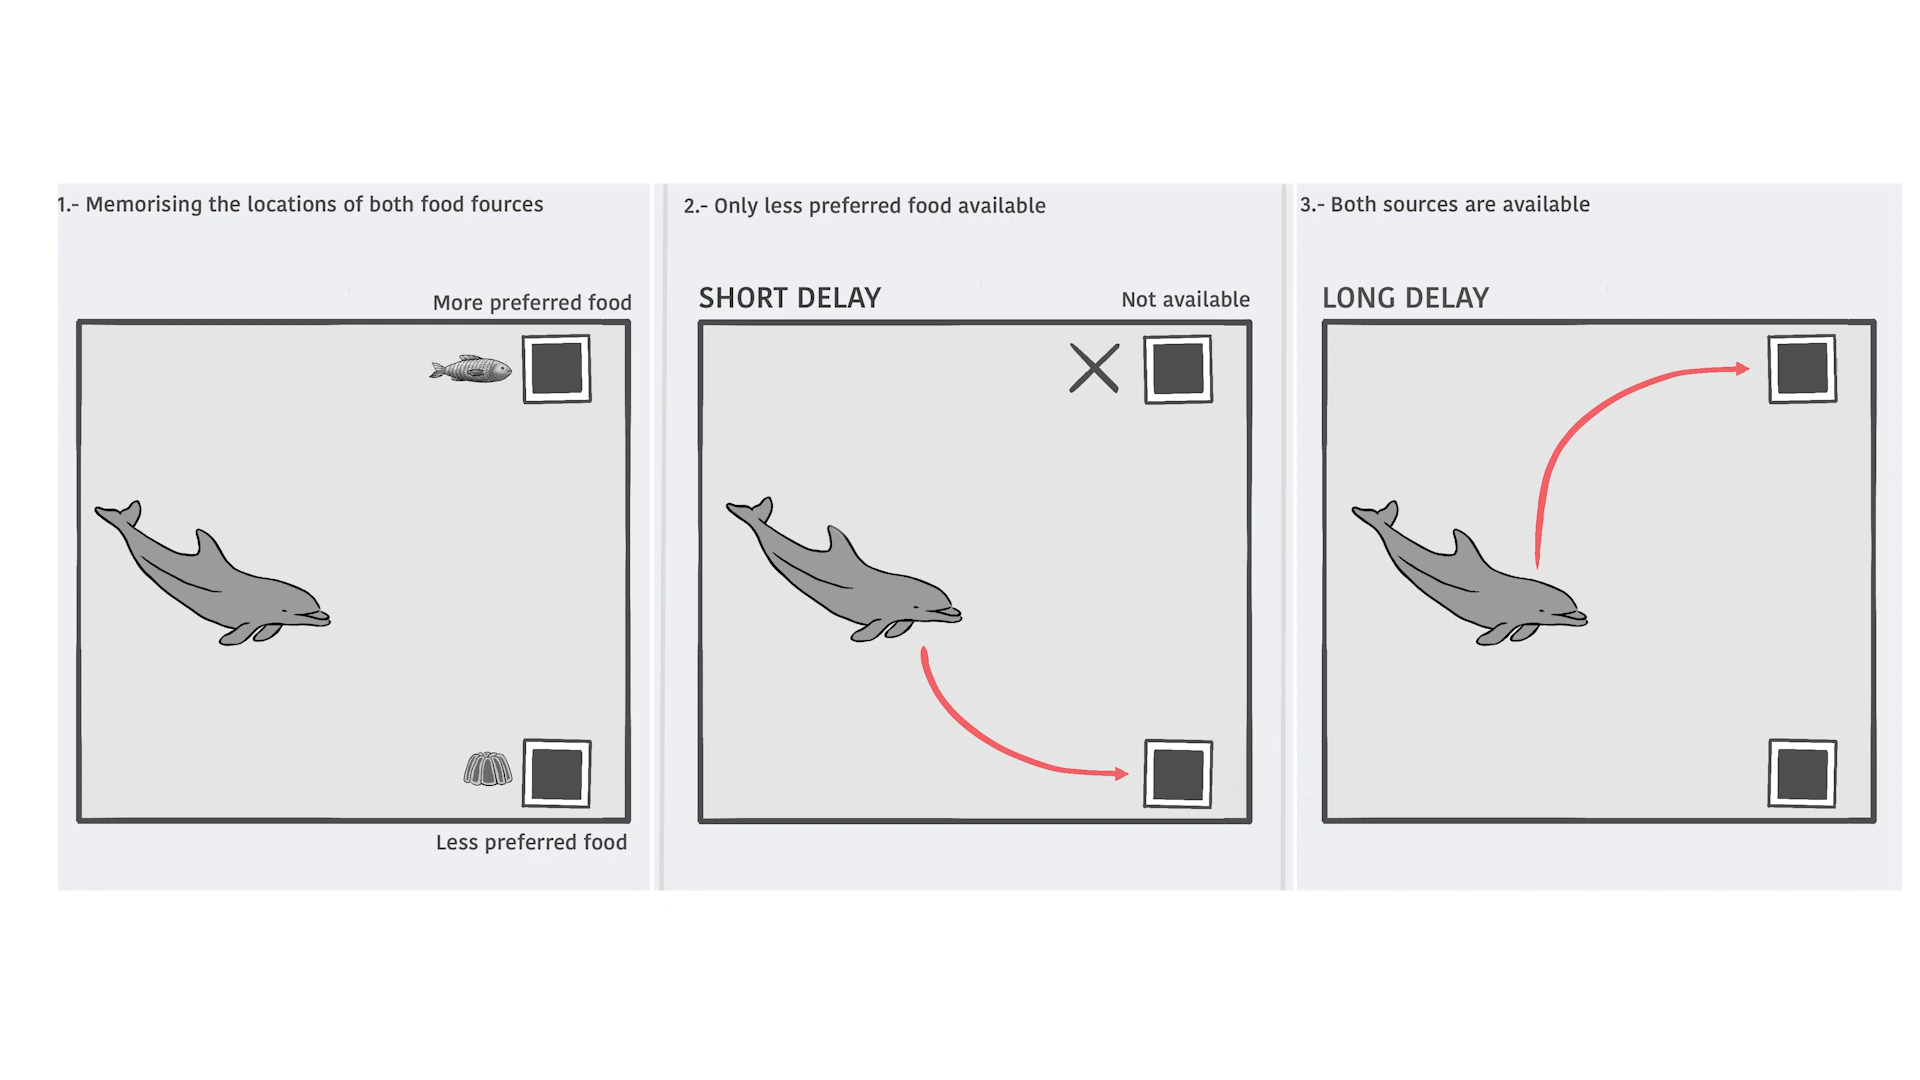 1.- Memorising the locations of both food fources
More preferred food
Less preferred food
2.- Only less preferred food available
SHORT DELAY
Not available
3.- Both sources are available
LONG DELAY